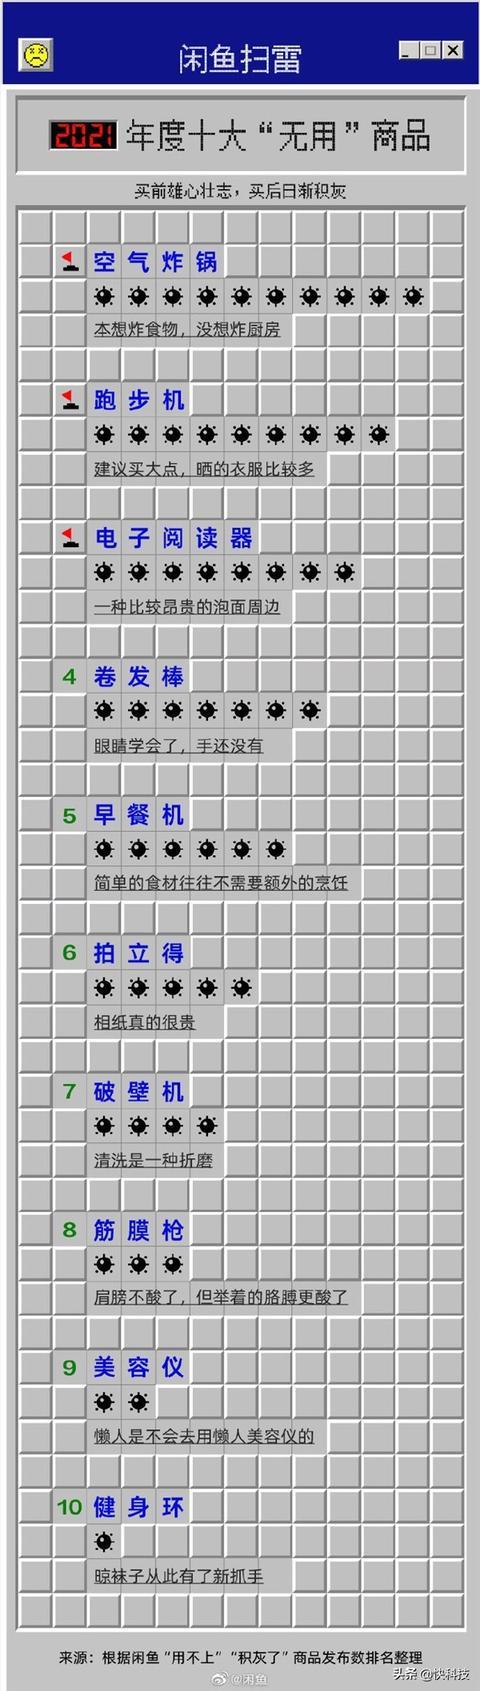 闲鱼扫雷
2021 年度十大“无用”商品
买前雄心壮志，买后日渐积灰
空气炸锅
本想炸食物，没想炸厨房
跑步机
建议买大点，晒的衣服比较多
电子阅读器
一种比较昂贵的泡面周边
4 卷发棒
眼睛学会了，手还没有
5 早餐机
简单的食材往往不需要额外的烹饪
6 拍立得
相纸真的很贵
7 破壁机
清洗是一种折磨
8 筋膜枪
肩膀不酸了，但举着的胳膊更酸了
9 美容仪
懒人是不会去用懒人美容仪的
10 健身环
晾袜子从此有了新抓手
来源：根据闲鱼“用不上”“积灰了”商品发布数排名整理
@闲鱼
头条 @快科技